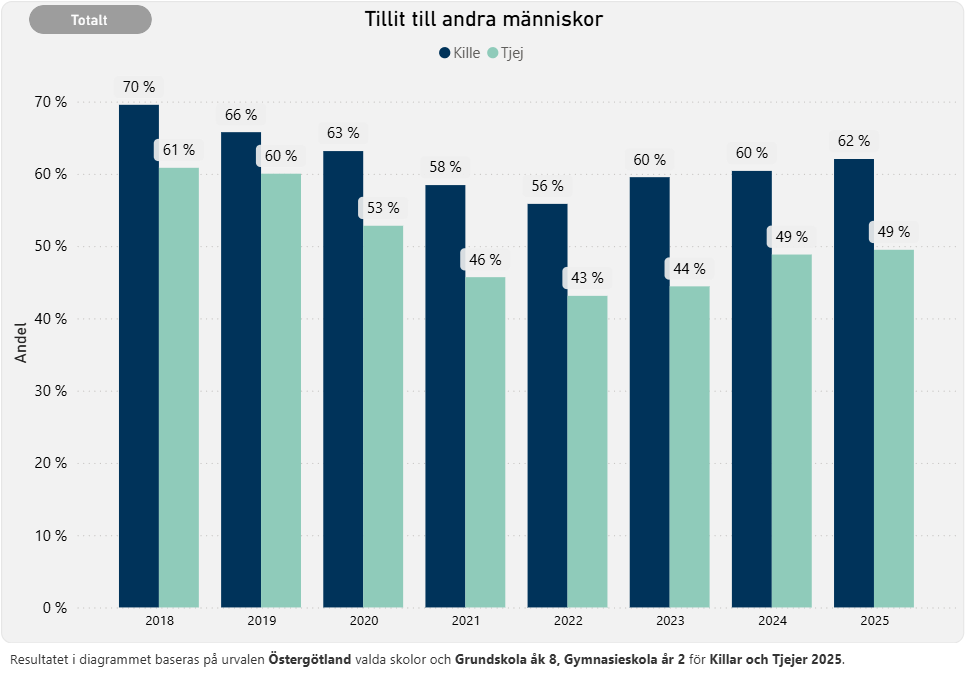 Totalt
Tillit till andra människor
Kille Tjej
70 %
60 %
50 %
40 %
30 %
20 %
10 %
0 %
Andel
70 % 61 % 66 % 60 % 63 % 53 % 58 % 46 % 56 % 43 % 60 % 44 % 60 % 49 % 62 % 49 %
2018 2019 2020 2021 2022 2023 2024 2025
Resultatet i diagrammet baseras på urvalen Östergötland valda skolor och Grundskola åk 8, Gymnasieskola år 2 för Killar och Tjejer 2025.